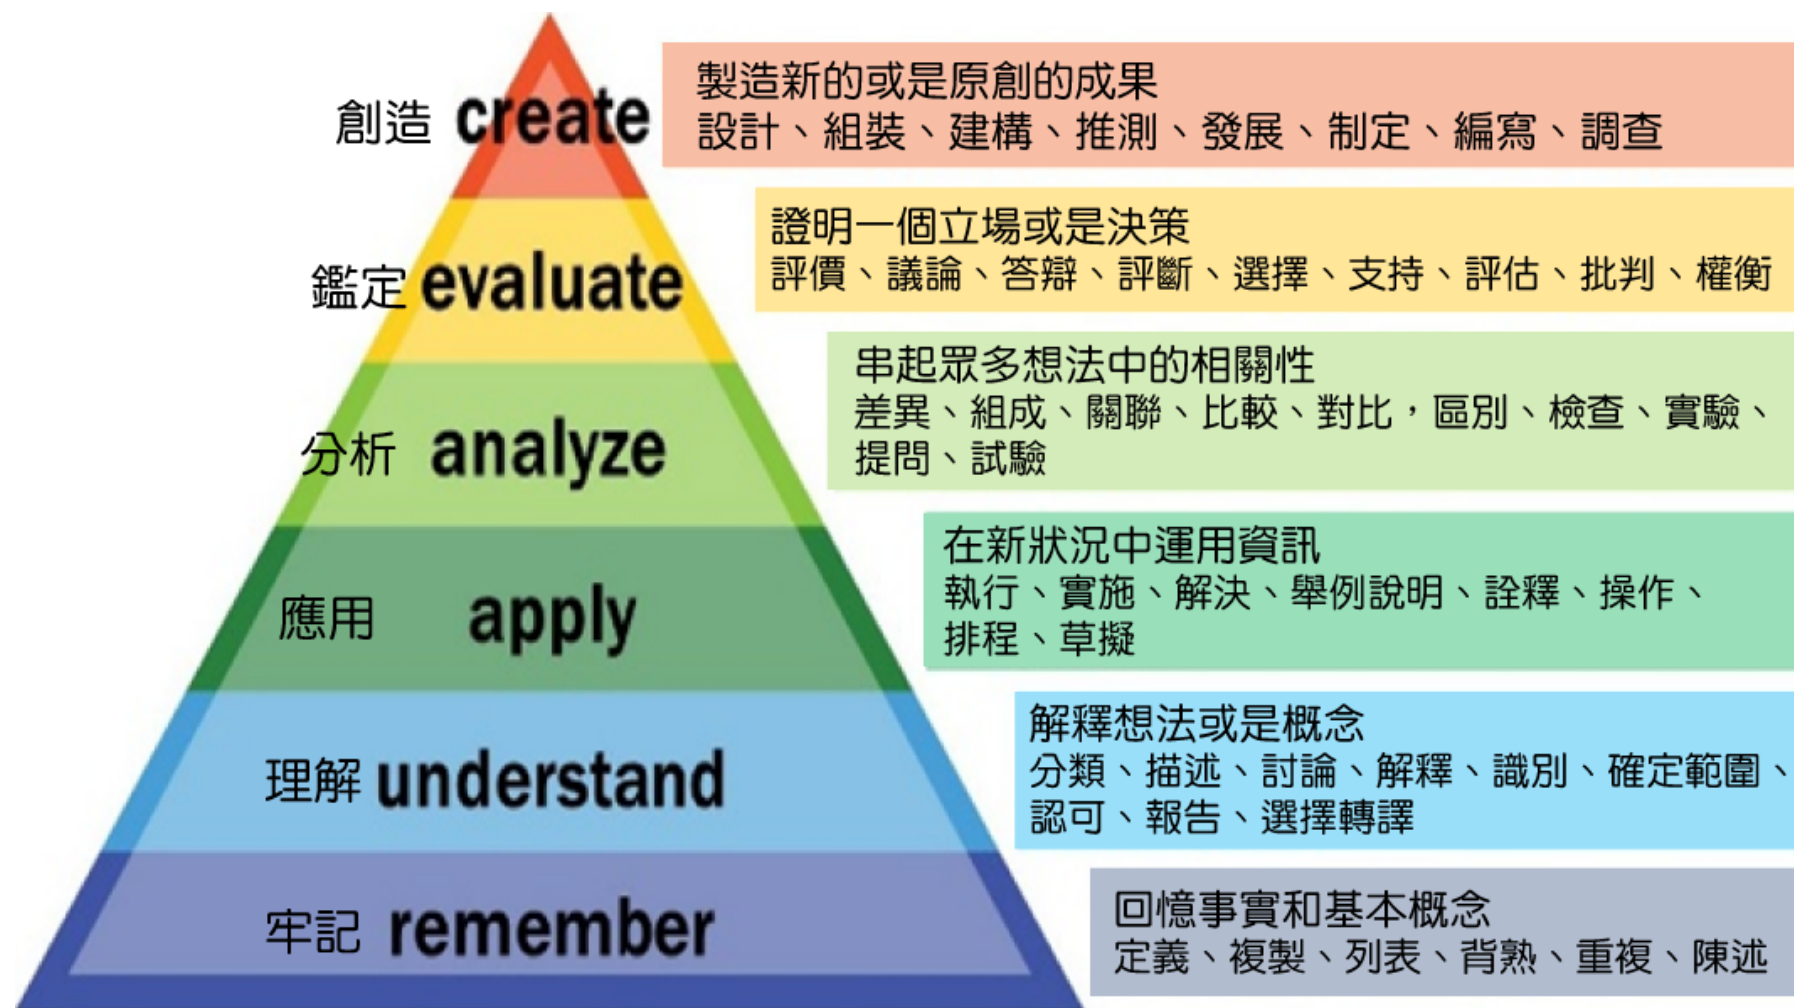 創造 create
製造新的或是原創的成果
設計、組裝、建構、推測、發展、制定、編寫、調查
鑑定 evaluate
證明一個立場或是決策
評價、議論、答辯、評斷、選擇、支持、評估、批判、權衡
分析 analyze
串起眾多想法中的相關性
差異、組成、關聯、比較、對比，區別、檢查、實驗、
提問、試驗
應用 apply
在新狀況中運用資訊
執行、實施、解決、舉例說明、詮釋、操作、
排程、草擬
理解 understand
解釋想法或是概念
分類、描述、討論、解釋、識別、確定範圍、
認可、報告、選擇轉譯
牢記 remember
回憶事實和基本概念
定義、複製、列表、背熟、重複、陳述